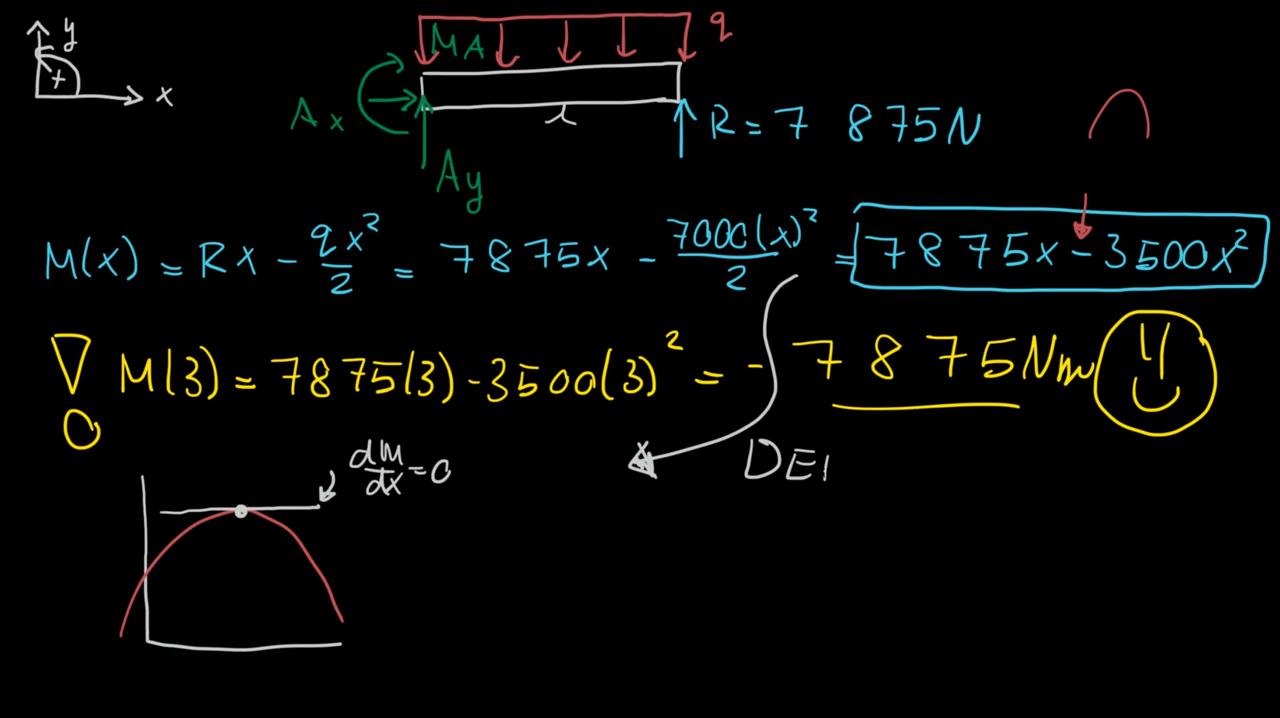 y
+
x
MA
q
Ax
λ
R = 7 875N
Ay
M(x) = Rx - qx²/2 = 7875x - 7000(x)²/2 = 7875x - 3500x²
! M(3) = 7875(3) - 3500(3)² = - 7875Nm
dM/dx = 0
DEI